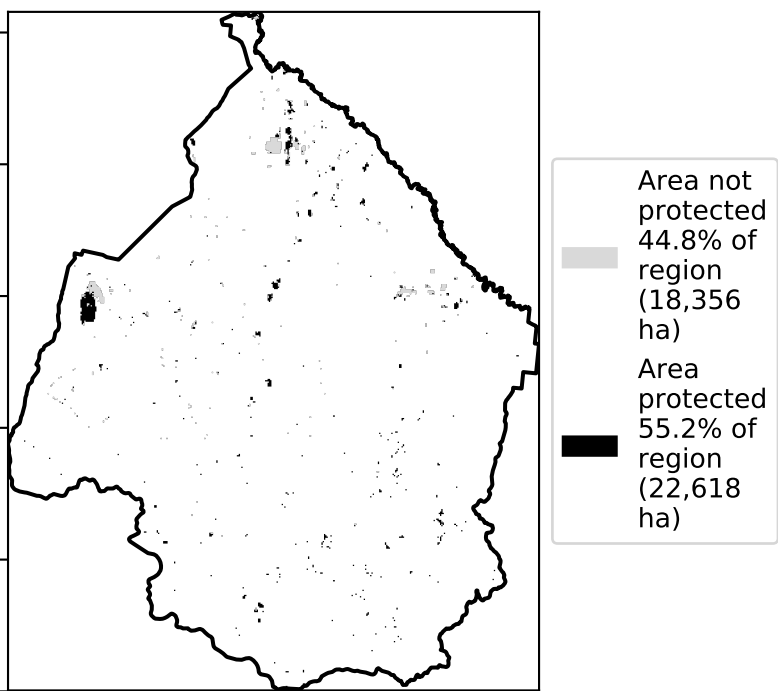 Area not
protected
44.8% of
region
(18,356
ha)
Area
protected
55.2% of
region
(22,618
ha)